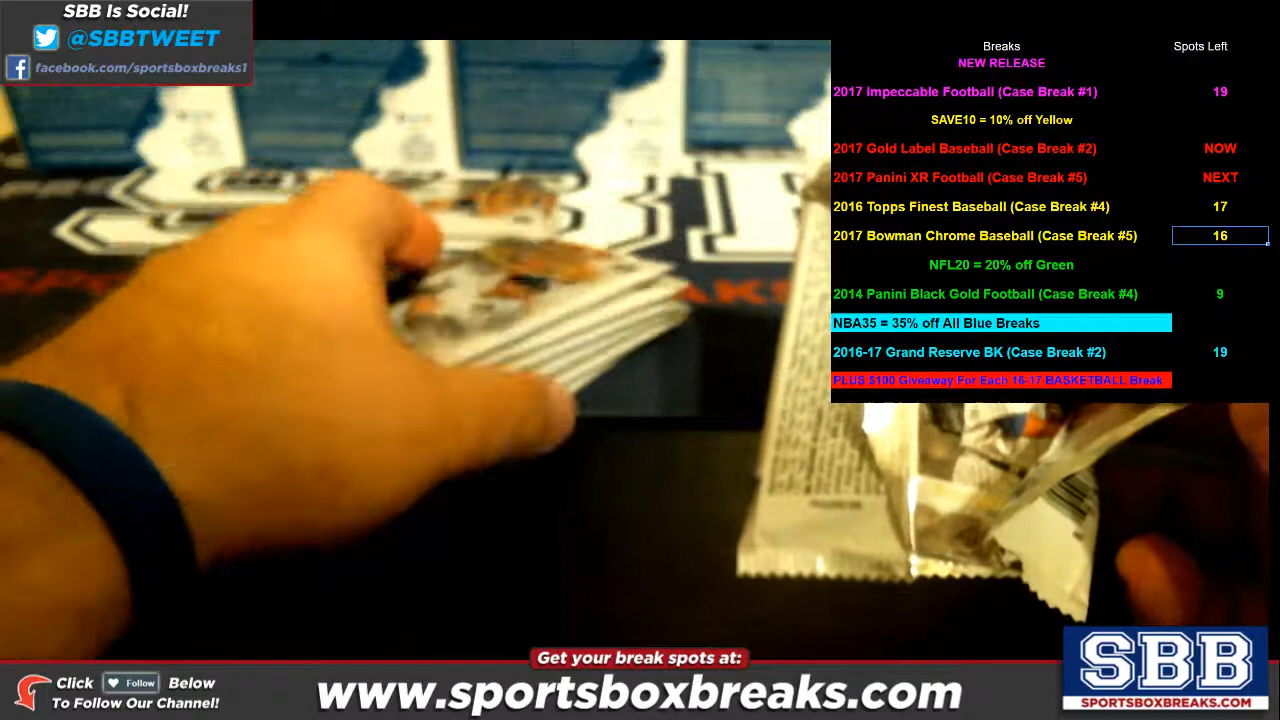 SBB Is Social!
@SBBTWEET
facebook.com/sportsboxbreaks1
Breaks Spots Left
NEW RELEASE
2017 Impeccable Football (Case Break #1) 19
SAVE10 = 10% off Yellow
2017 Gold Label Baseball (Case Break #2) NOW
2017 Panini XR Football (Case Break #5) NEXT
2016 Topps Finest Baseball (Case Break #4) 17
2017 Bowman Chrome Baseball (Case Break #5) 16
NFL20 = 20% off Green
2014 Panini Black Gold Football (Case Break #4) 9
NBA35 = 35% off All Blue Breaks
2016-17 Grand Reserve BK (Case Break #2) 19
PLUS $100 Giveaway For Each 16-17 BASKETBALL Break
Get your break spots at:
Click Follow Below
To Follow Our Channel!
www.sportsboxbreaks.com
SBB
SPORTSBOXBREAKS.COM